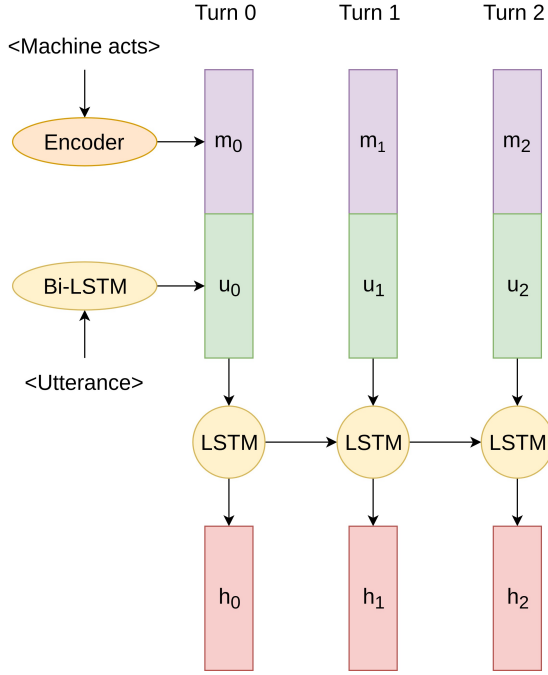 Turn 0 Turn 1 Turn 2
<Machine acts>
Encoder m0 m1 m2
Bi-LSTM u0 u1 u2
<Utterance>
LSTM LSTM LSTM
h0 h1 h2